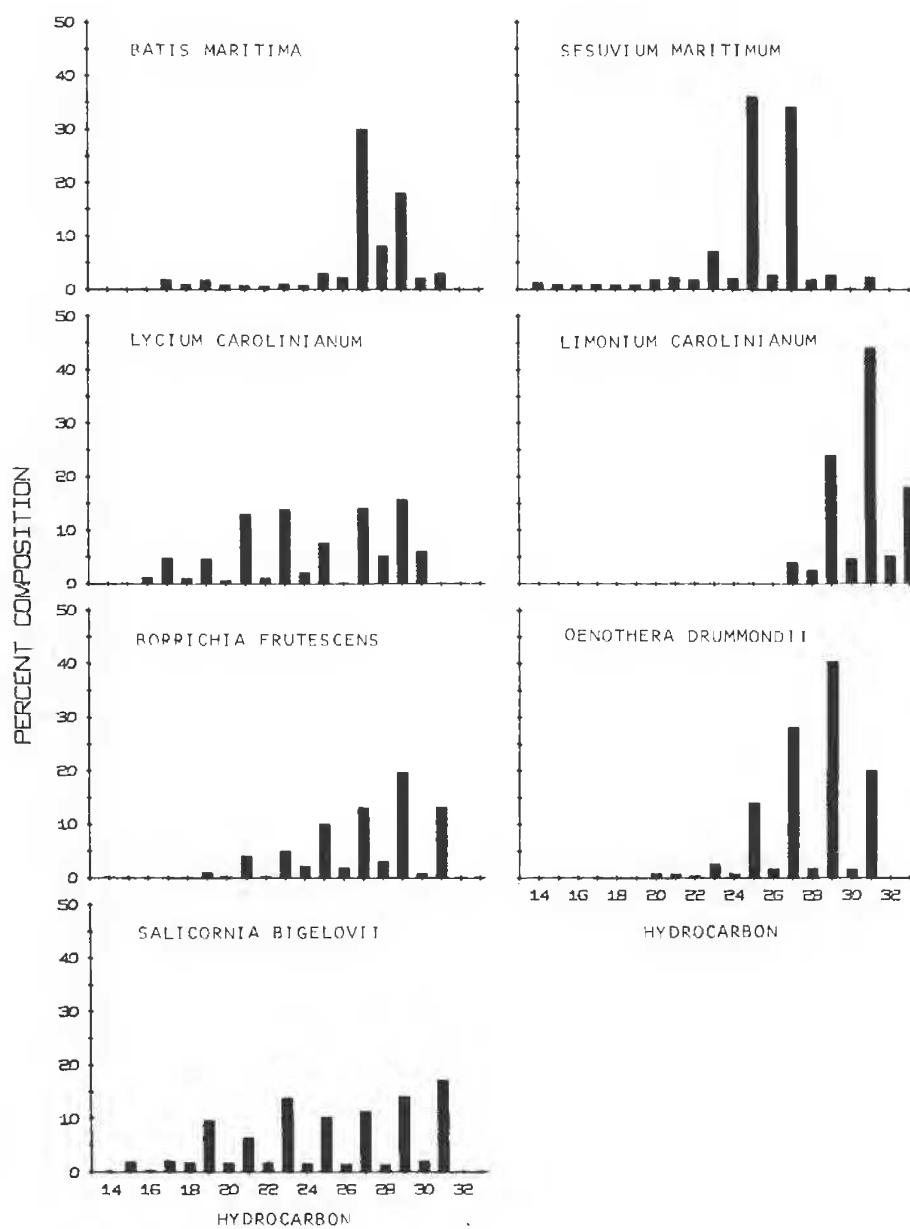 50
40
30
20
10
0
BATIS MARITIMA
SESUVIUM MARITIMUM
50
40
30
20
10
0
LYCIUM CAROLINIANUM
LIMONIUM CAROLINIANUM
PERCENT COMPOSITION
50
40
30
20
10
0
BORRICHIA FRUTESCENS
OENOTHERA DRUMMONDII
14 16 18 20 22 24 26 28 30 32
HYDROCARBON
50
40
30
20
10
0
SALICORNIA BIGELOVII
14 16 18 20 22 24 26 28 30 32
HYDROCARBON